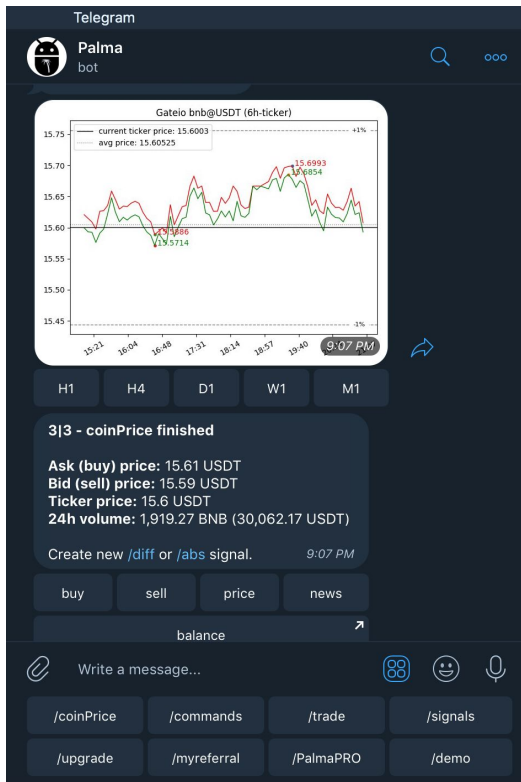 Telegram
Palma
bot
Gateio bnb@USDT (6h-ticker)
current ticker price: 15.6003
avg price: 15.60525
+1%
15.75
15.70
15.65
15.60
15.55
15.50
15.45
15.6993
15.6854
15.5886
15.5714
-1%
15:21 16:04 16:48 17:31 18:14 18:57 19:40
9:07 PM
H1 H4 D1 W1 M1
3|3 - coinPrice finished
Ask (buy) price: 15.61 USDT
Bid (sell) price: 15.59 USDT
Ticker price: 15.6 USDT
24h volume: 1,919.27 BNB (30,062.17 USDT)
Create new /diff or /abs signal. 9:07 PM
buy sell price news
balance
Write a message...
/coinPrice /commands /trade /signals
/upgrade /myreferral /PalmaPRO /demo